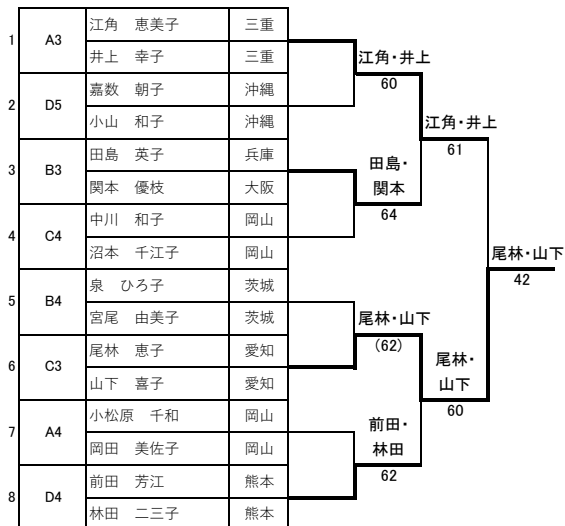 1 A3 江角　恵美子 三重
井上　幸子 三重
2 D5 嘉数　朝子 沖縄
小山　和子 沖縄
3 B3 田島　英子 兵庫
関本　優枝 大阪
4 C4 中川　和子 岡山
沼本　千江子 岡山
5 B4 泉　ひろ子 茨城
宮尾　由美子 茨城
6 C3 尾林　恵子 愛知
山下　喜子 愛知
7 A4 小松原　千和 岡山
岡田　美佐子 岡山
8 D4 前田　芳江 熊本
林田　二三子 熊本
江角・井上
60
田島・
関本
64
尾林・山下
(62)
前田・
林田
62
江角・井上
61
尾林・
山下
60
尾林・山下
42